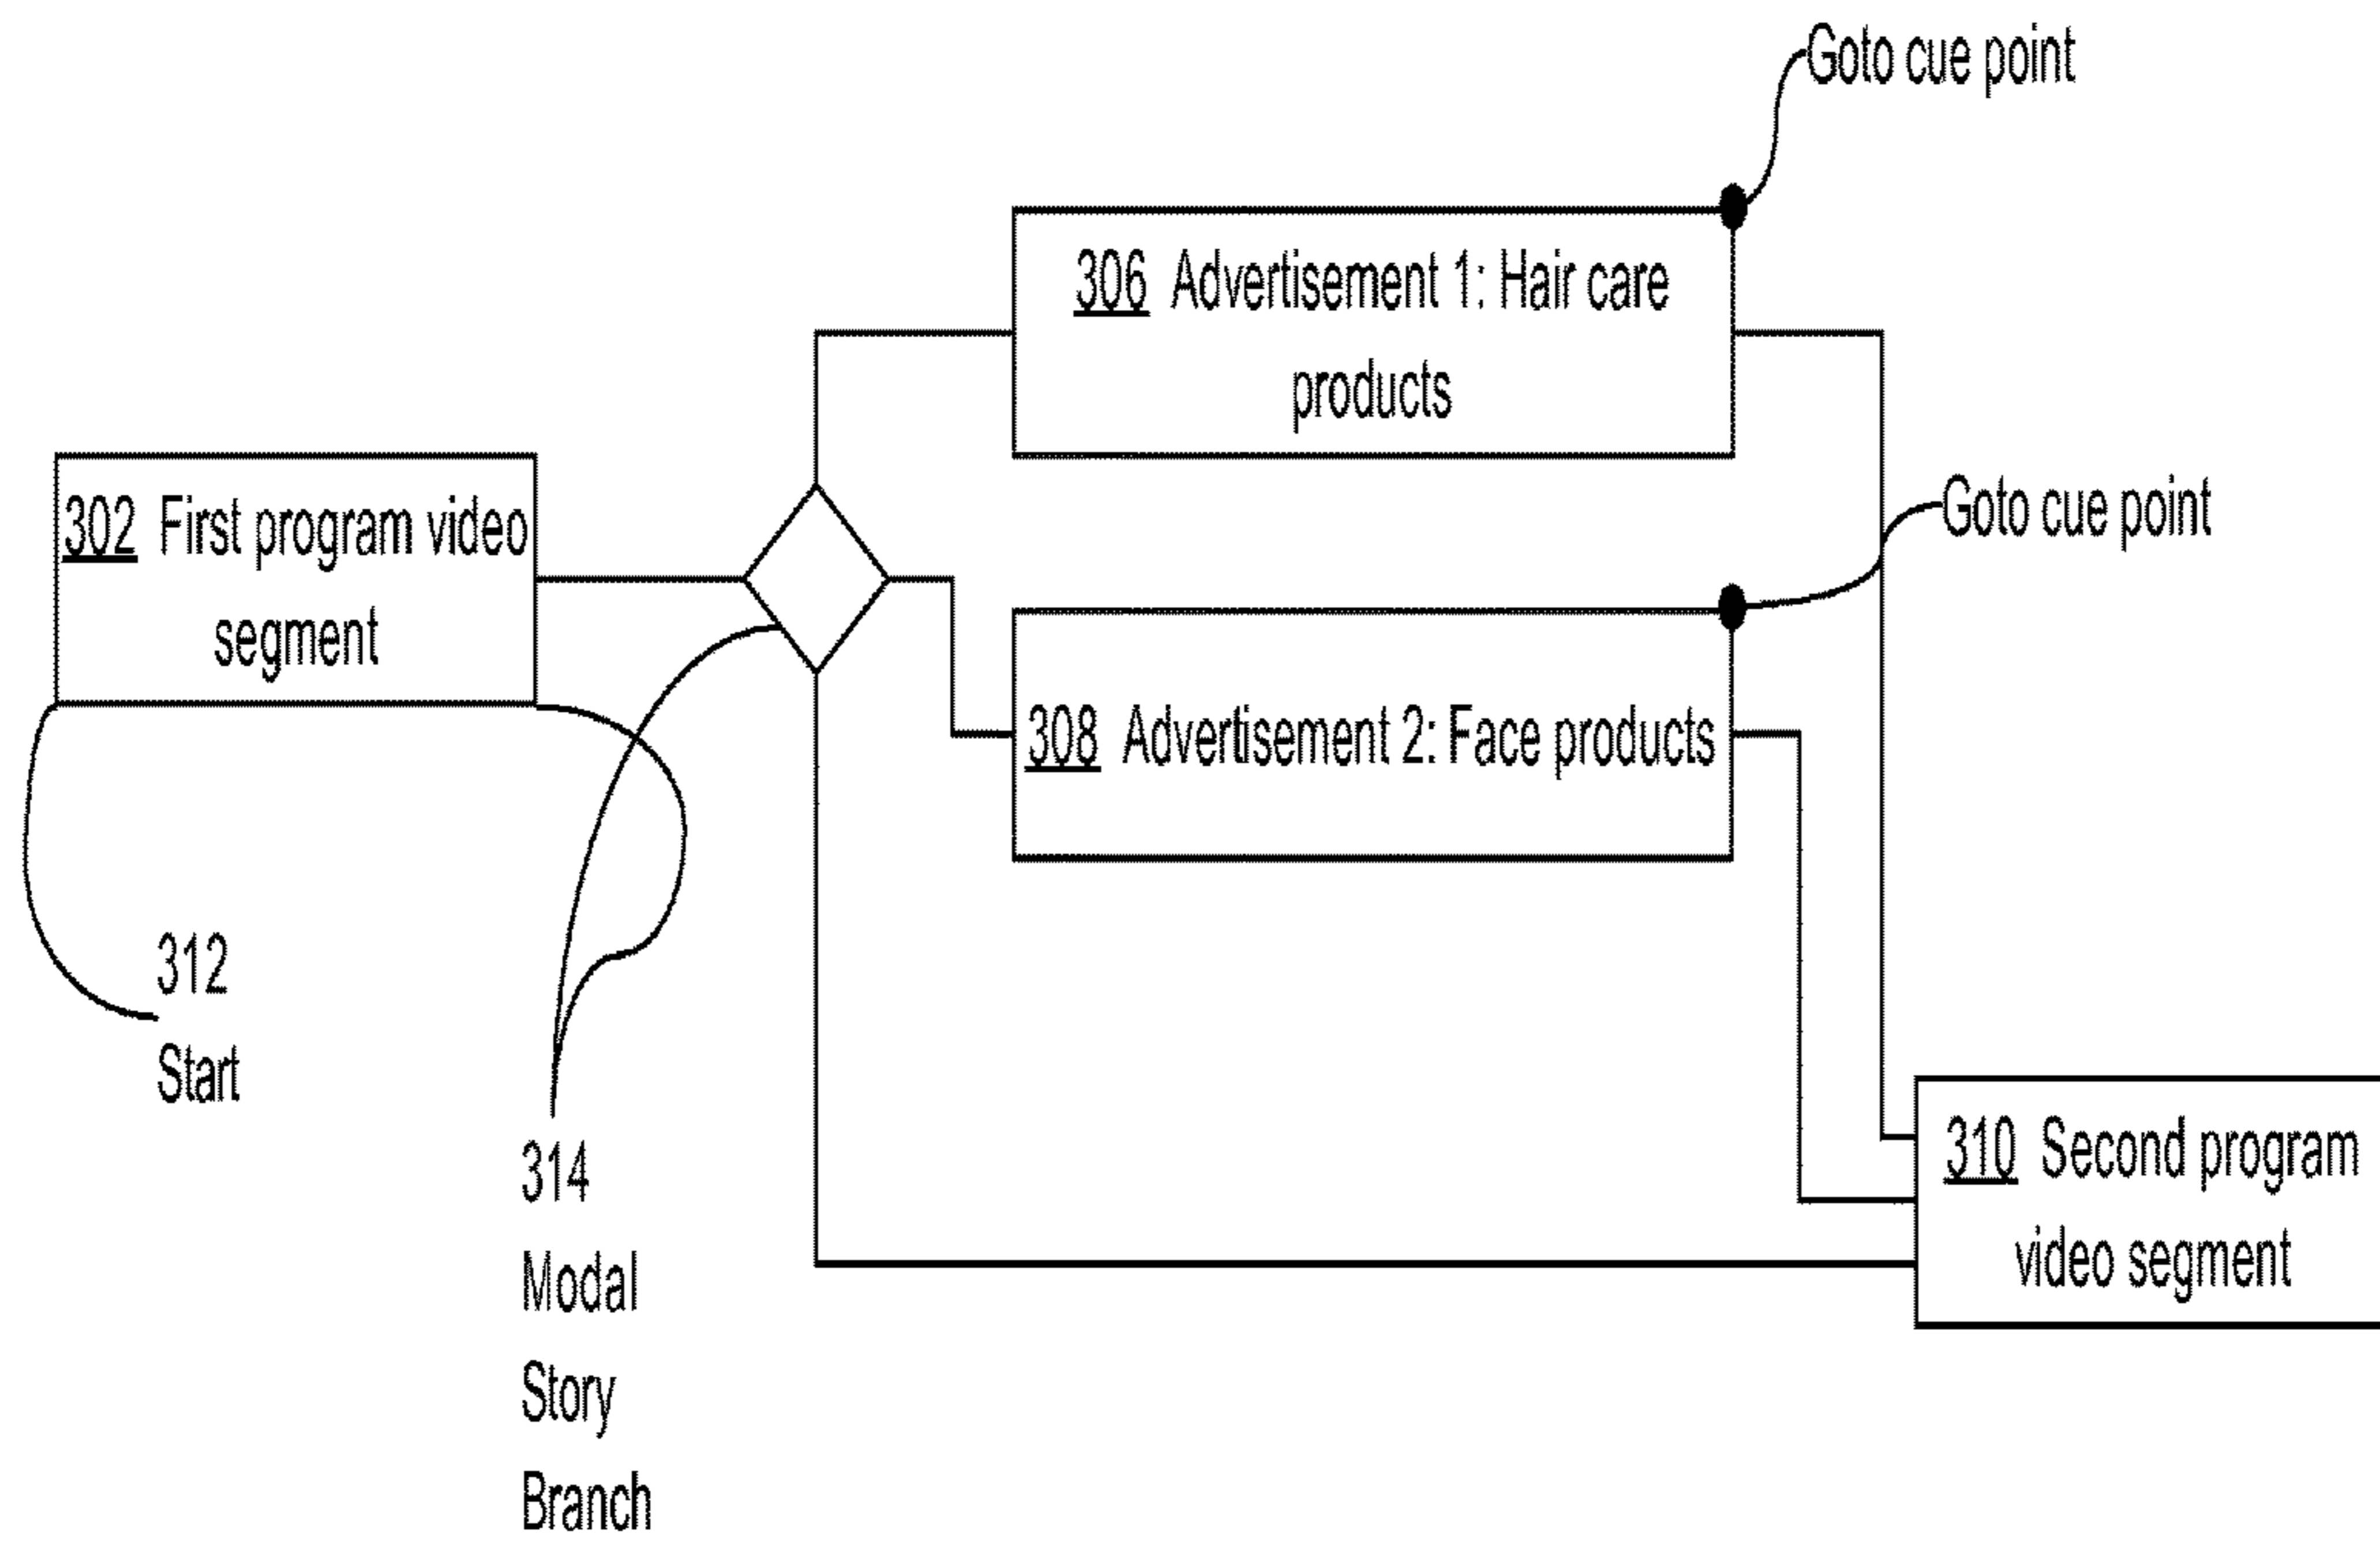 Goto cue point
306 Advertisement 1: Hair care
products
302 First program video
segment
Goto cue point
308 Advertisement 2: Face products
312
Start
314
Modal
Story
Branch
310 Second program
video segment